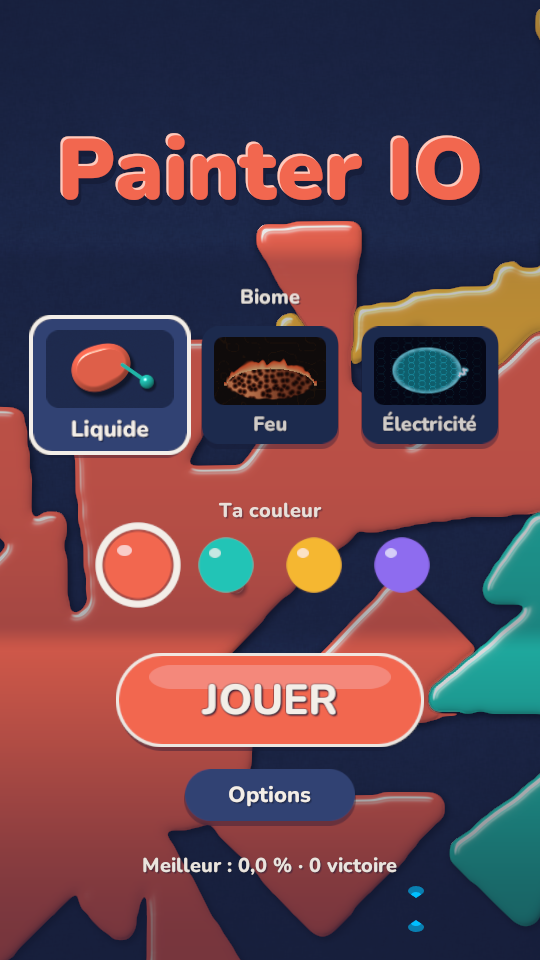 Painter IO
Biome
Liquide
Feu
Électricité
Ta couleur
JOUER
Options
Meilleur : 0,0 % · 0 victoire